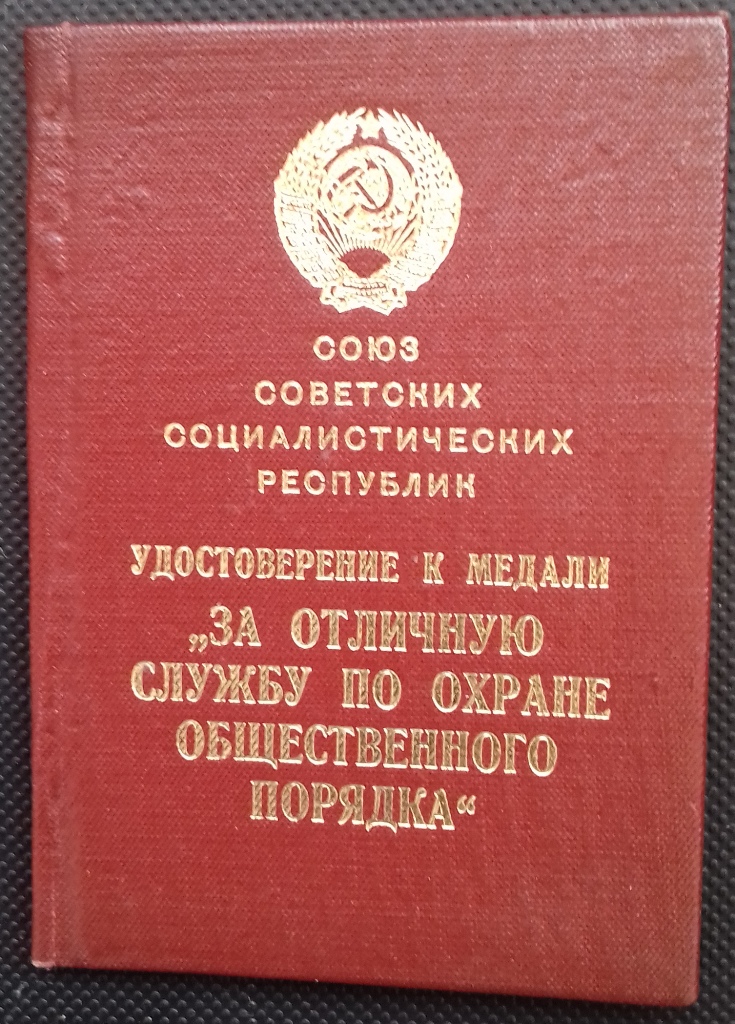 СОЮЗ
СОВЕТСКИХ
СОЦИАЛИСТИЧЕСКИХ
РЕСПУБЛИК
УДОСТОВЕРЕНИЕ К МЕДАЛИ
„ЗА ОТЛИЧНУЮ
СЛУЖБУ ПО ОХРАНЕ
ОБЩЕСТВЕННОГО
ПОРЯДКА“